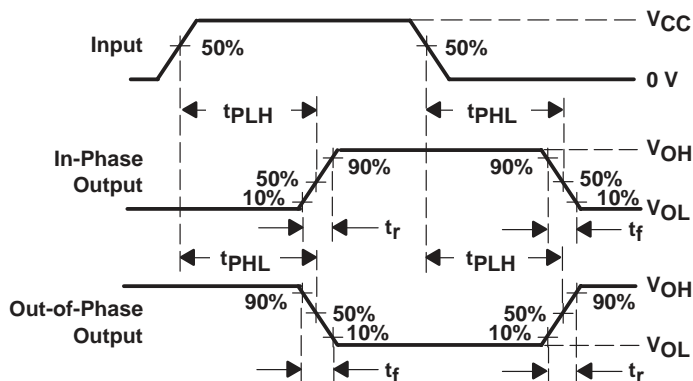 VCC
Input
50%
50%
0 V
tPLH
tPHL
In-Phase
Output
VOH
90%
90%
50%
50%
10%
10%
VOL
tr
tf
tPHL
tPLH
VOH
90%
90%
Out-of-Phase
Output
50%
50%
10%
10%
VOL
tf
tr